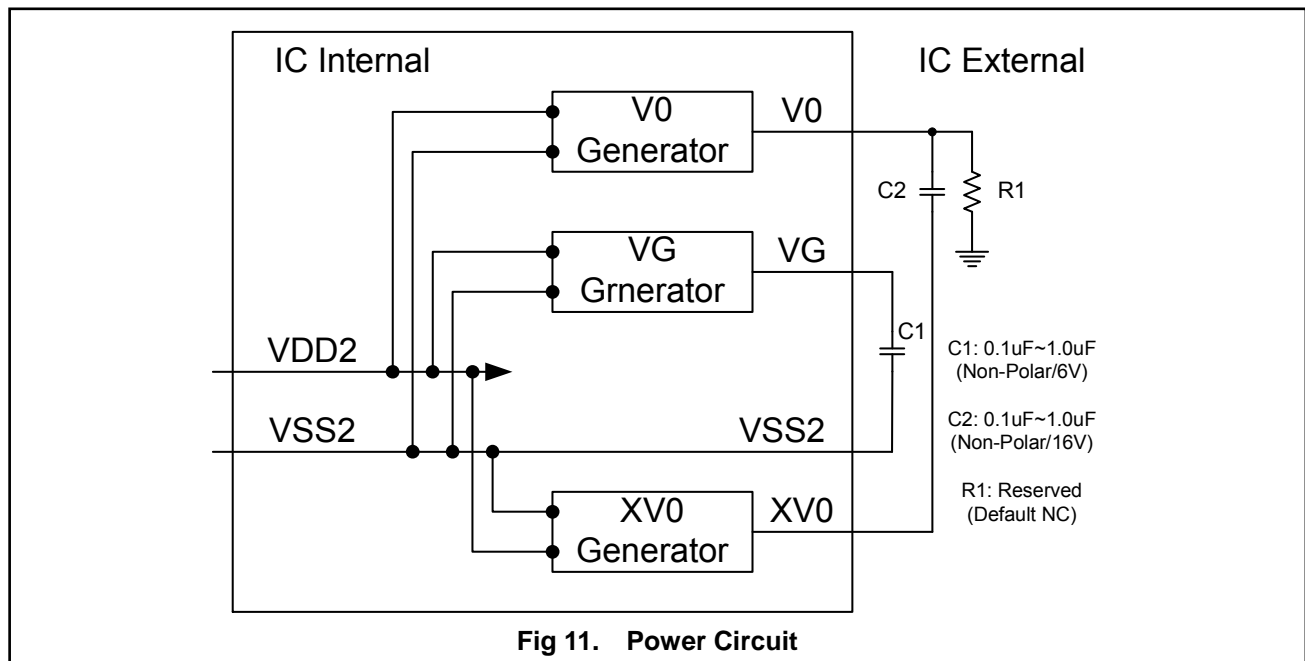 IC Internal
IC External
V0
Generator
V0
C2
R1
VG
Grnerator
VG
C1
VDD2
C1: 0.1uF~1.0uF
(Non-Polar/6V)
VSS2
VSS2
C2: 0.1uF~1.0uF
(Non-Polar/16V)
XV0
Generator
XV0
R1: Reserved
(Default NC)
Fig 11. Power Circuit